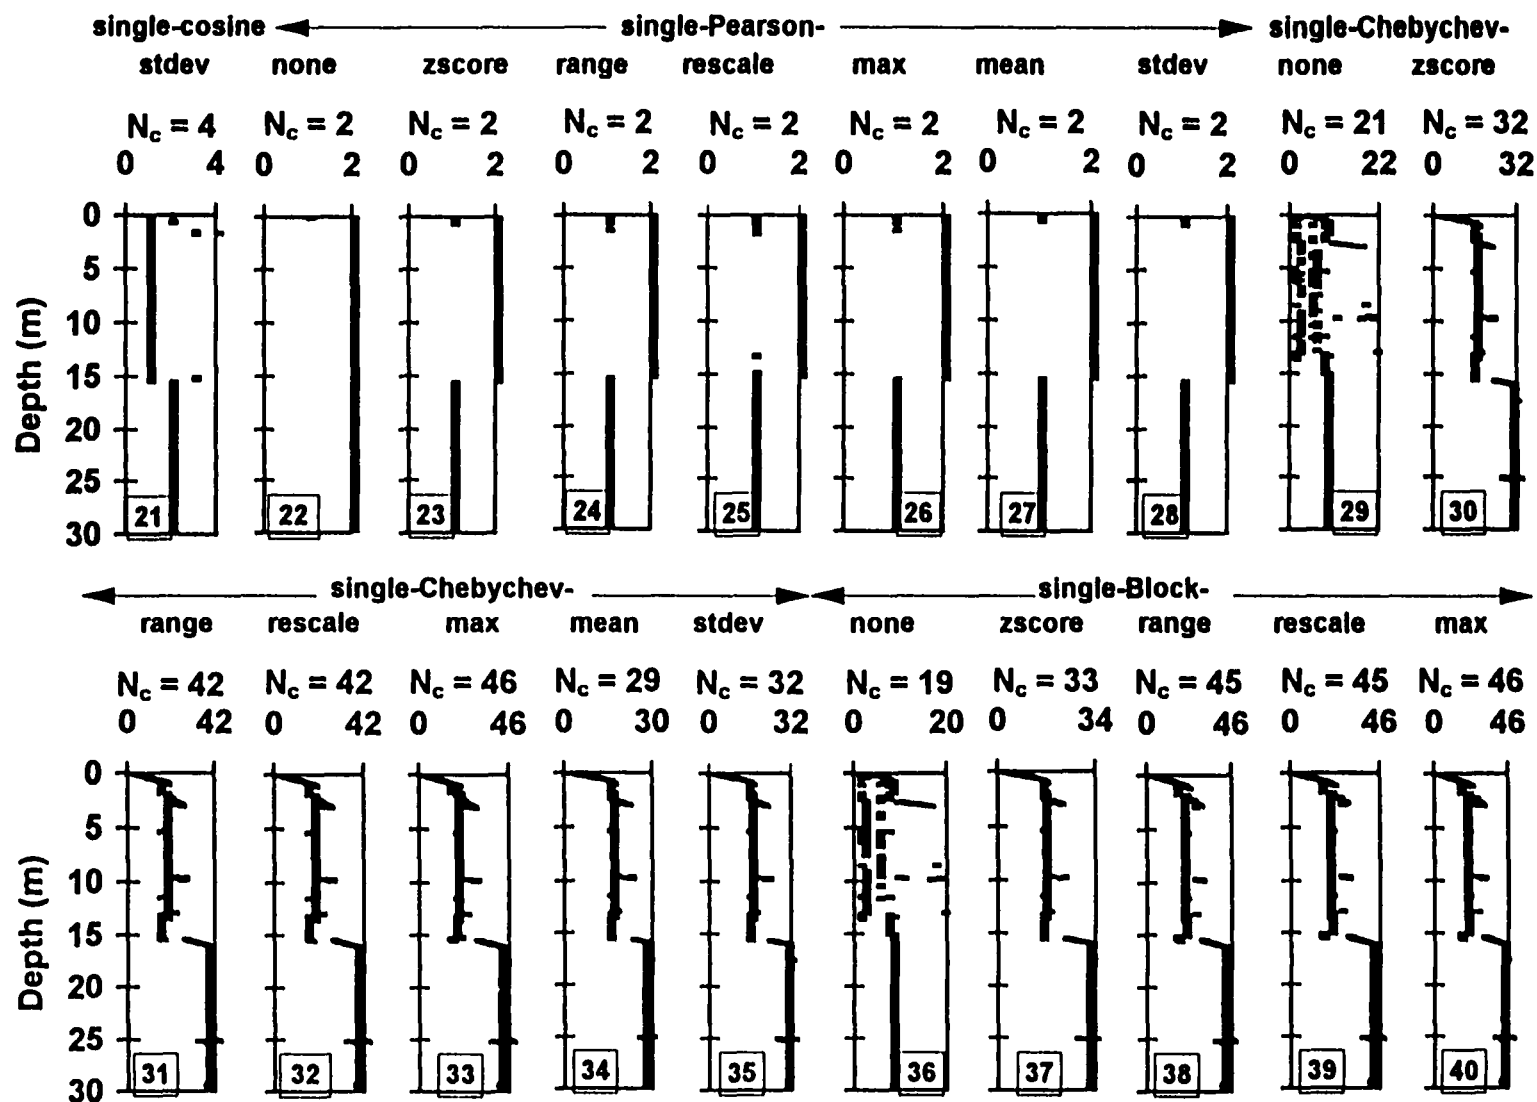 single-cosine single-Pearson- single-Chebychev-
stdev none zscore range rescale max mean stdev none zscore
N_c = 4 N_c = 2 N_c = 2 N_c = 2 N_c = 2 N_c = 2 N_c = 2 N_c = 2 N_c = 21 N_c = 32
0 4 0 2 0 2 0 2 0 2 0 2 0 2 0 2 0 22 0 32
0
5
10
15
20
25
30
Depth (m)
21 22 23 24 25 26 27 28 29 30
single-Chebychev- single-Block-
range rescale max mean stdev none zscore range rescale max
N_c = 42 N_c = 42 N_c = 46 N_c = 29 N_c = 32 N_c = 19 N_c = 33 N_c = 45 N_c = 45 N_c = 46
0 42 0 42 0 46 0 30 0 32 0 20 0 34 0 46 0 46 0 46
0
5
10
15
20
25
30
Depth (m)
31 32 33 34 35 36 37 38 39 40